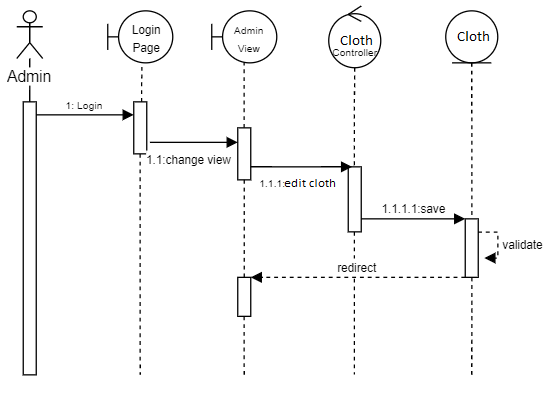 Login
Page
Admin
View
Cloth
Controller
Cloth
Admin
1: Login
1.1:change view
1.1.1:edit cloth
1.1.1.1:save
validate
redirect